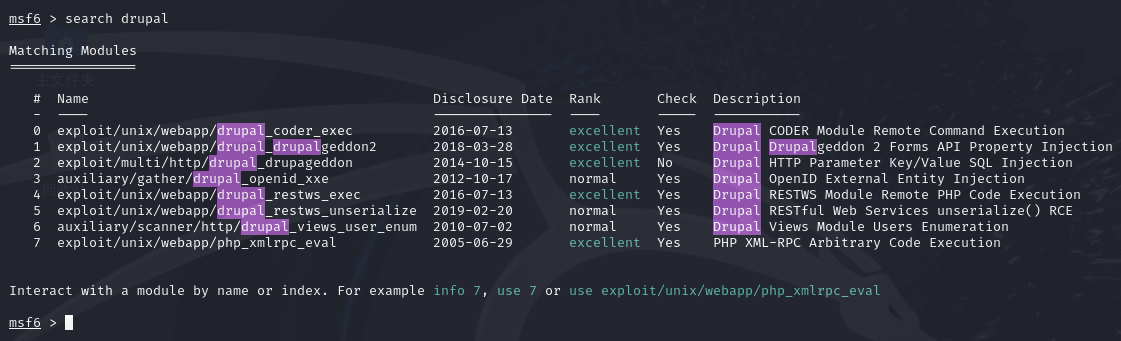 msf6 > search drupal
Matching Modules
================
#  Name                                      Disclosure Date  Rank       Check  Description
-  ----                                      ---------------  ----       -----  -----------
0  exploit/unix/webapp/drupal_coder_exec     2016-07-13       excellent  Yes    Drupal CODER Module Remote Command Execution
1  exploit/unix/webapp/drupal_drupalgeddon2  2018-03-28       excellent  Yes    Drupal Drupalgeddon 2 Forms API Property Injection
2  exploit/multi/http/drupal_drupageddon     2014-10-15       excellent  No     Drupal HTTP Parameter Key/Value SQL Injection
3  auxiliary/gather/drupal_openid_xxe        2012-10-17       normal     Yes    Drupal OpenID External Entity Injection
4  exploit/unix/webapp/drupal_restws_exec    2016-07-13       excellent  Yes    Drupal RESTWS Module Remote PHP Code Execution
5  exploit/unix/webapp/drupal_restws_unserialize  2019-02-20  normal     Yes    Drupal RESTful Web Services unserialize() RCE
6  auxiliary/scanner/http/drupal_views_user_enum  2010-07-02  normal     Yes    Drupal Views Module Users Enumeration
7  exploit/unix/webapp/php_xmlrpc_eval       2005-06-29       excellent  Yes    PHP XML-RPC Arbitrary Code Execution
Interact with a module by name or index. For example info 7, use 7 or use exploit/unix/webapp/php_xmlrpc_eval
msf6 >
主文件夹